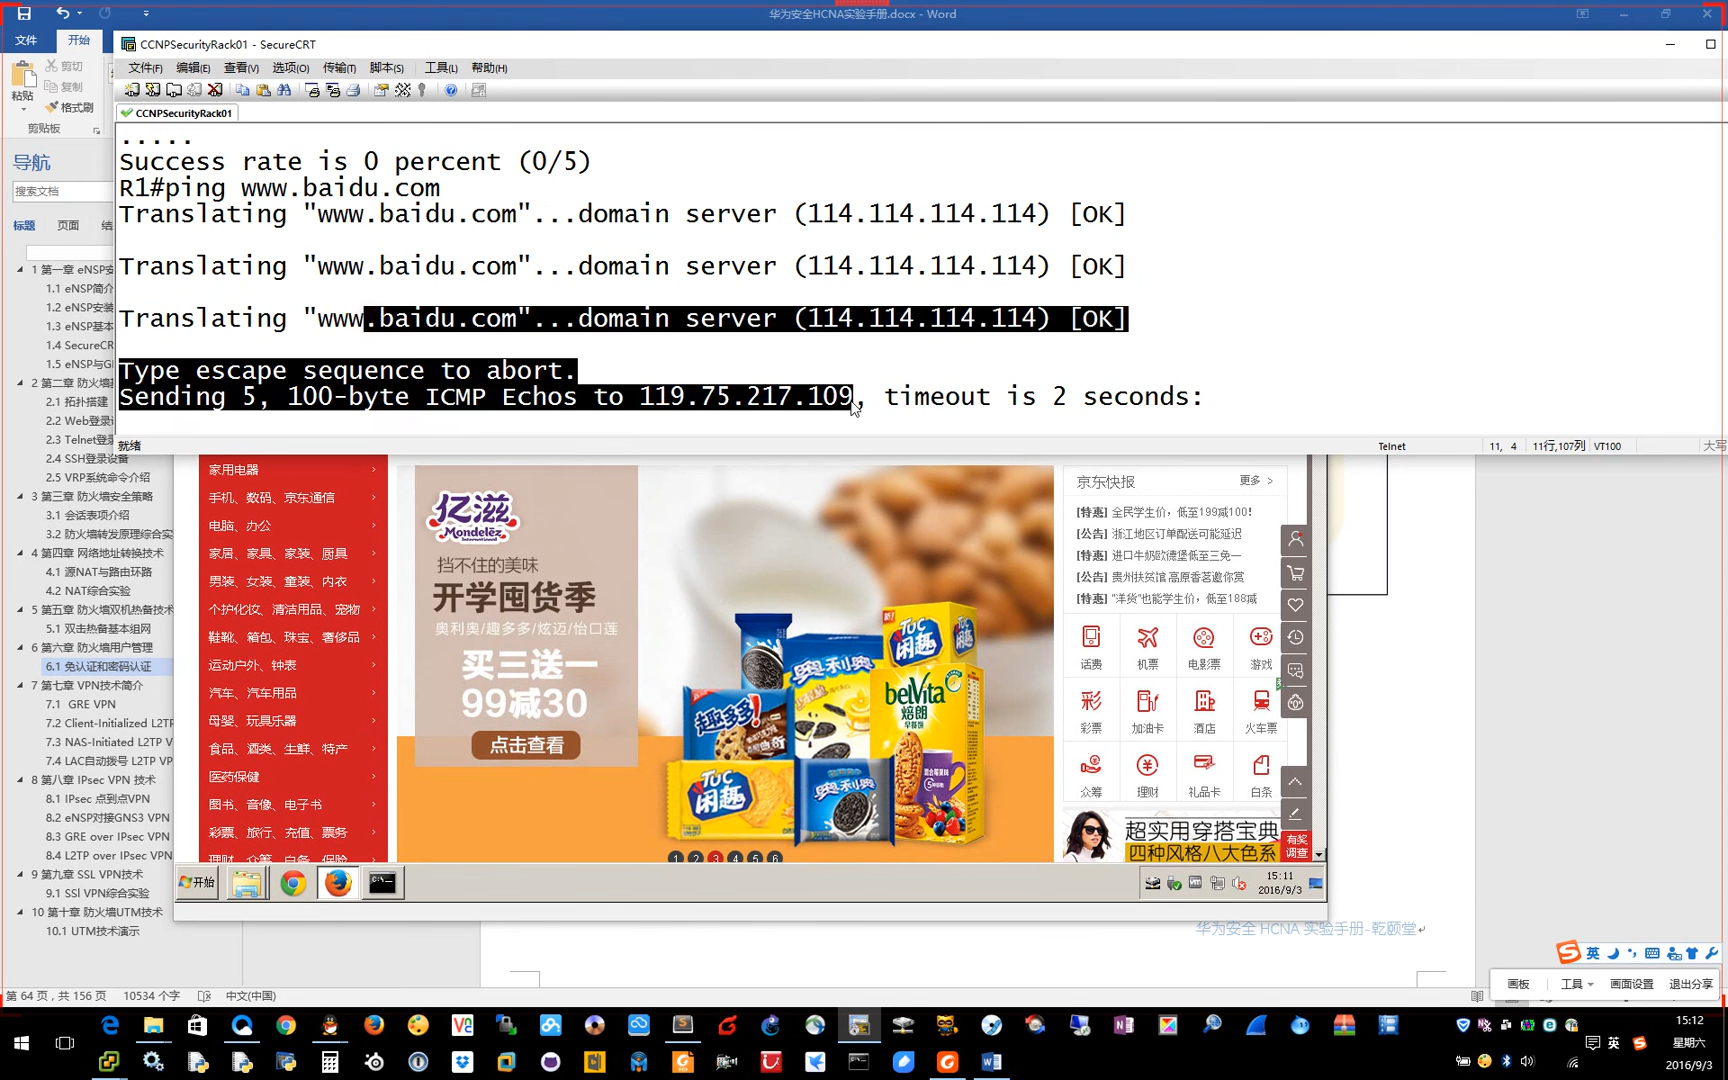 华为安全HCNA实验手册.docx - Word
文件
开始
剪切
复制
格式刷
粘贴
剪贴板
CCNPSecurityRack01 - SecureCRT
文件(F) 编辑(E) 查看(V) 选项(O) 传输(T) 脚本(S) 工具(L) 帮助(H)
CCNPSecurityRack01
.....
Success rate is 0 percent (0/5)
R1#ping www.baidu.com
Translating "www.baidu.com"...domain server (114.114.114.114) [OK]
Translating "www.baidu.com"...domain server (114.114.114.114) [OK]
Translating "www.baidu.com"...domain server (114.114.114.114) [OK]
Type escape sequence to abort.
Sending 5, 100-byte ICMP Echos to 119.75.217.109, timeout is 2 seconds:
就绪
Telnet
11, 4
11行,107列
VT100
大写
导航
搜索文档
标题 页面 结
1 第一章 eNSP安
1.1 eNSP简介
1.2 eNSP安装
1.3 eNSP基本
1.4 SecureCR
1.5 eNSP与G
2 第二章 防火墙基
2.1 拓扑搭建
2.2 Web登录
2.3 Telnet登录
2.4 SSH登录设备
2.5 VRP系统命令介绍
3 第三章 防火墙安全策略
3.1 会话表项介绍
3.2 防火墙转发原理综合实
4 第四章 网络地址转换技术
4.1 源NAT与路由环路
4.2 NAT综合实验
5 第五章 防火墙双机热备技术
5.1 双击热备基本组网
6 第六章 防火墙用户管理
6.1 免认证和密码认证
7 第七章 VPN技术简介
7.1 GRE VPN
7.2 Client-Initialized L2TP
7.3 NAS-Initiated L2TP V
7.4 LAC自动拨号 L2TP VP
8 第八章 IPsec VPN 技术
8.1 IPsec 点到点VPN
8.2 eNSP对接GNS3 VPN
8.3 GRE over IPsec VPN
8.4 L2TP over IPsec VPN
9 第九章 SSL VPN技术
9.1 Ssl VPN综合实验
10 第十章 防火墙UTM技术
10.1 UTM技术演示
家用电器
手机、数码、京东通信
电脑、办公
家居、家具、家装、厨具
男装、女装、童装、内衣
个护化妆、清洁用品、宠物
鞋靴、箱包、珠宝、奢侈品
运动户外、钟表
汽车、汽车用品
母婴、玩具乐器
食品、酒类、生鲜、特产
医药保健
图书、音像、电子书
彩票、旅行、充值、票务
理财、众筹、白条、保险
亿滋
Mondelēz
International
挡不住的美味
开学囤货季
奥利奥/趣多多/炫迈/怡口莲
买三送一
99减30
点击查看
趣多多!
奥利奥
TUC
闲趣
belVita
焙朗
早餐饼
TUC
闲趣
奥利奥
1 2 3 4 5 6
京东快报
更多 >
[特惠] 全民学生价，低至199减100!
[公告] 浙江地区订单配送可能延迟
[特惠] 进口牛奶欧德堡低至三免一
[公告] 贵州扶贫馆 高原香茗邀你赏
[特惠] "洋货"也能学生价，低至188减
话费 机票 电影票 游戏
彩票 加油卡 酒店 火车票
众筹 理财 礼品卡 白条
超实用穿搭宝典
四种风格八大色系
有奖
调查
开始
15:11
2016/9/3
华为安全 HCNA 实验手册-乾颐堂
英
画板 工具 画面设置 退出分享
第 64 页，共 156 页 10534 个字 中文(中国)
英
15:12
星期六
2016/9/3